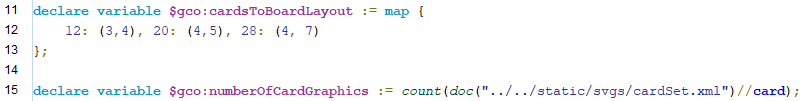 11 declare variable $gco:cardsToBoardLayout := map {
12     12: (3,4), 20: (4,5), 28: (4, 7)
13 };
14
15 declare variable $gco:numberOfCardGraphics := count(doc("../../static/svgs/cardSet.xml")//card);